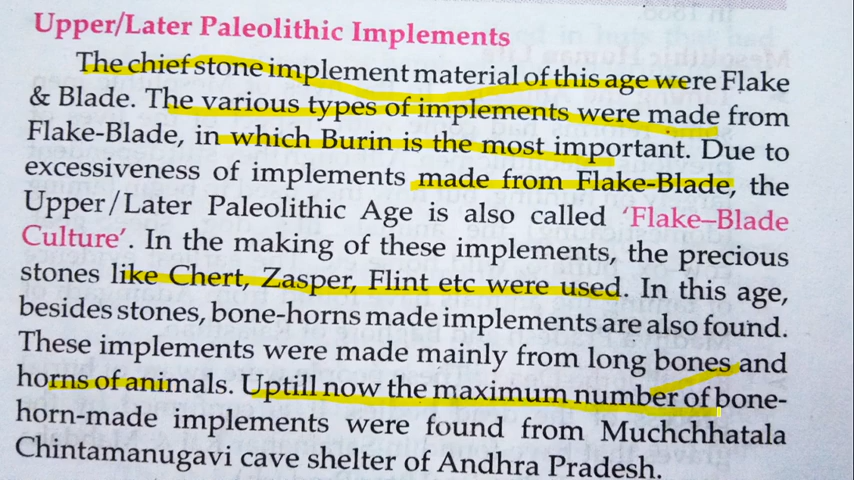 Upper/Later Paleolithic Implements
The chief stone implement material of this age were Flake
& Blade. The various types of implements were made from
Flake-Blade, in which Burin is the most important. Due to
excessiveness of implements made from Flake-Blade, the
Upper/Later Paleolithic Age is also called 'Flake–Blade
Culture'. In the making of these implements, the precious
stones like Chert, Zasper, Flint etc were used. In this age,
besides stones, bone-horns made implements are also found.
These implements were made mainly from long bones and
horns of animals. Uptill now the maximum number of bone-
horn-made implements were found from Muchchhatala
Chintamanugavi cave shelter of Andhra Pradesh.